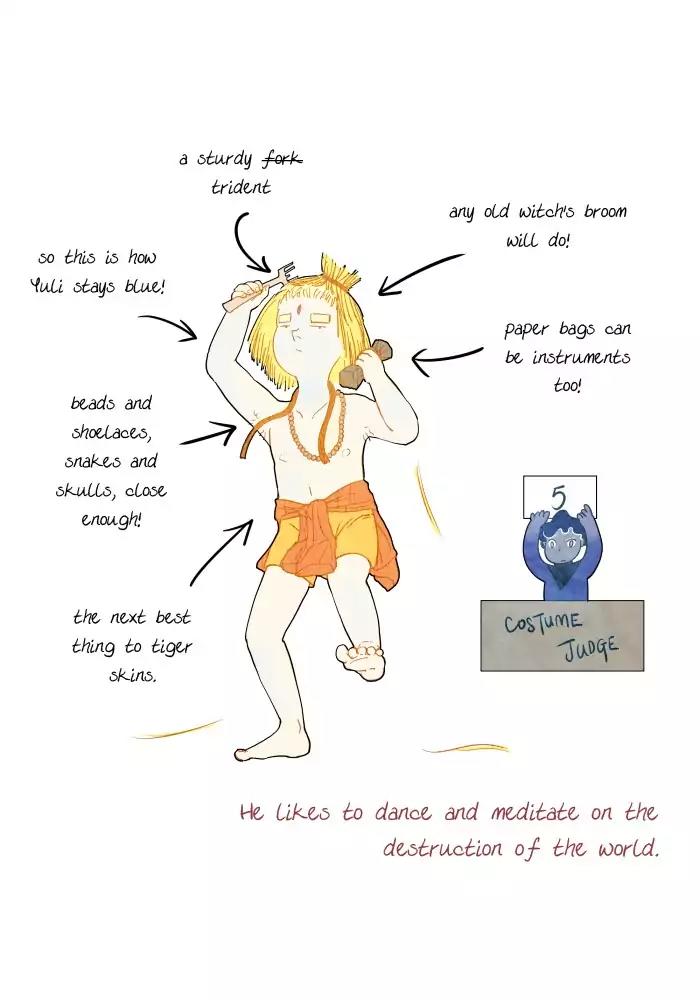 a sturdy fork
trident
any old witch's broom
will do!
so this is how
Yuli stays blue!
paper bags can
be instruments
too!
beads and
shoelaces,
snakes and
skulls, close
enough!
5
COSTUME
JUDGE
the next best
thing to tiger
skins.
He likes to dance and meditate on the
destruction of the world.